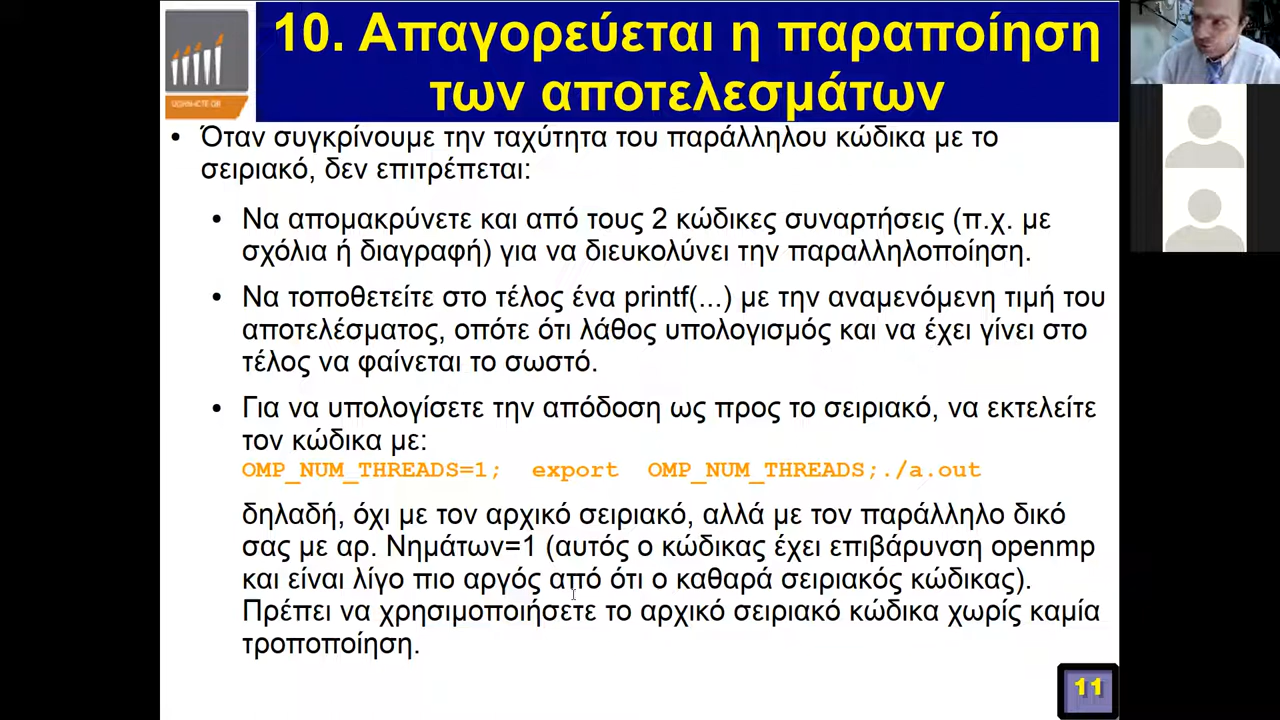 10. Απαγορεύεται η παραποίηση
των αποτελεσμάτων
• Όταν συγκρίνουμε την ταχύτητα του παράλληλου κώδικα με το
σειριακό, δεν επιτρέπεται:
• Να απομακρύνετε και από τους 2 κώδικες συναρτήσεις (π.χ. με
σχόλια ή διαγραφή) για να διευκολύνει την παραλληλοποίηση.
• Να τοποθετείτε στο τέλος ένα printf(...) με την αναμενόμενη τιμή του
αποτελέσματος, οπότε ότι λάθος υπολογισμός και να έχει γίνει στο
τέλος να φαίνεται το σωστό.
• Για να υπολογίσετε την απόδοση ως προς το σειριακό, να εκτελείτε
τον κώδικα με:
OMP_NUM_THREADS=1; export OMP_NUM_THREADS;./a.out
δηλαδή, όχι με τον αρχικό σειριακό, αλλά με τον παράλληλο δικό
σας με αρ. Νημάτων=1 (αυτός ο κώδικας έχει επιβάρυνση openmp
και είναι λίγο πιο αργός από ότι ο καθαρά σειριακός κώδικας).
Πρέπει να χρησιμοποιήσετε το αρχικό σειριακό κώδικα χωρίς καμία
τροποποίηση.
11